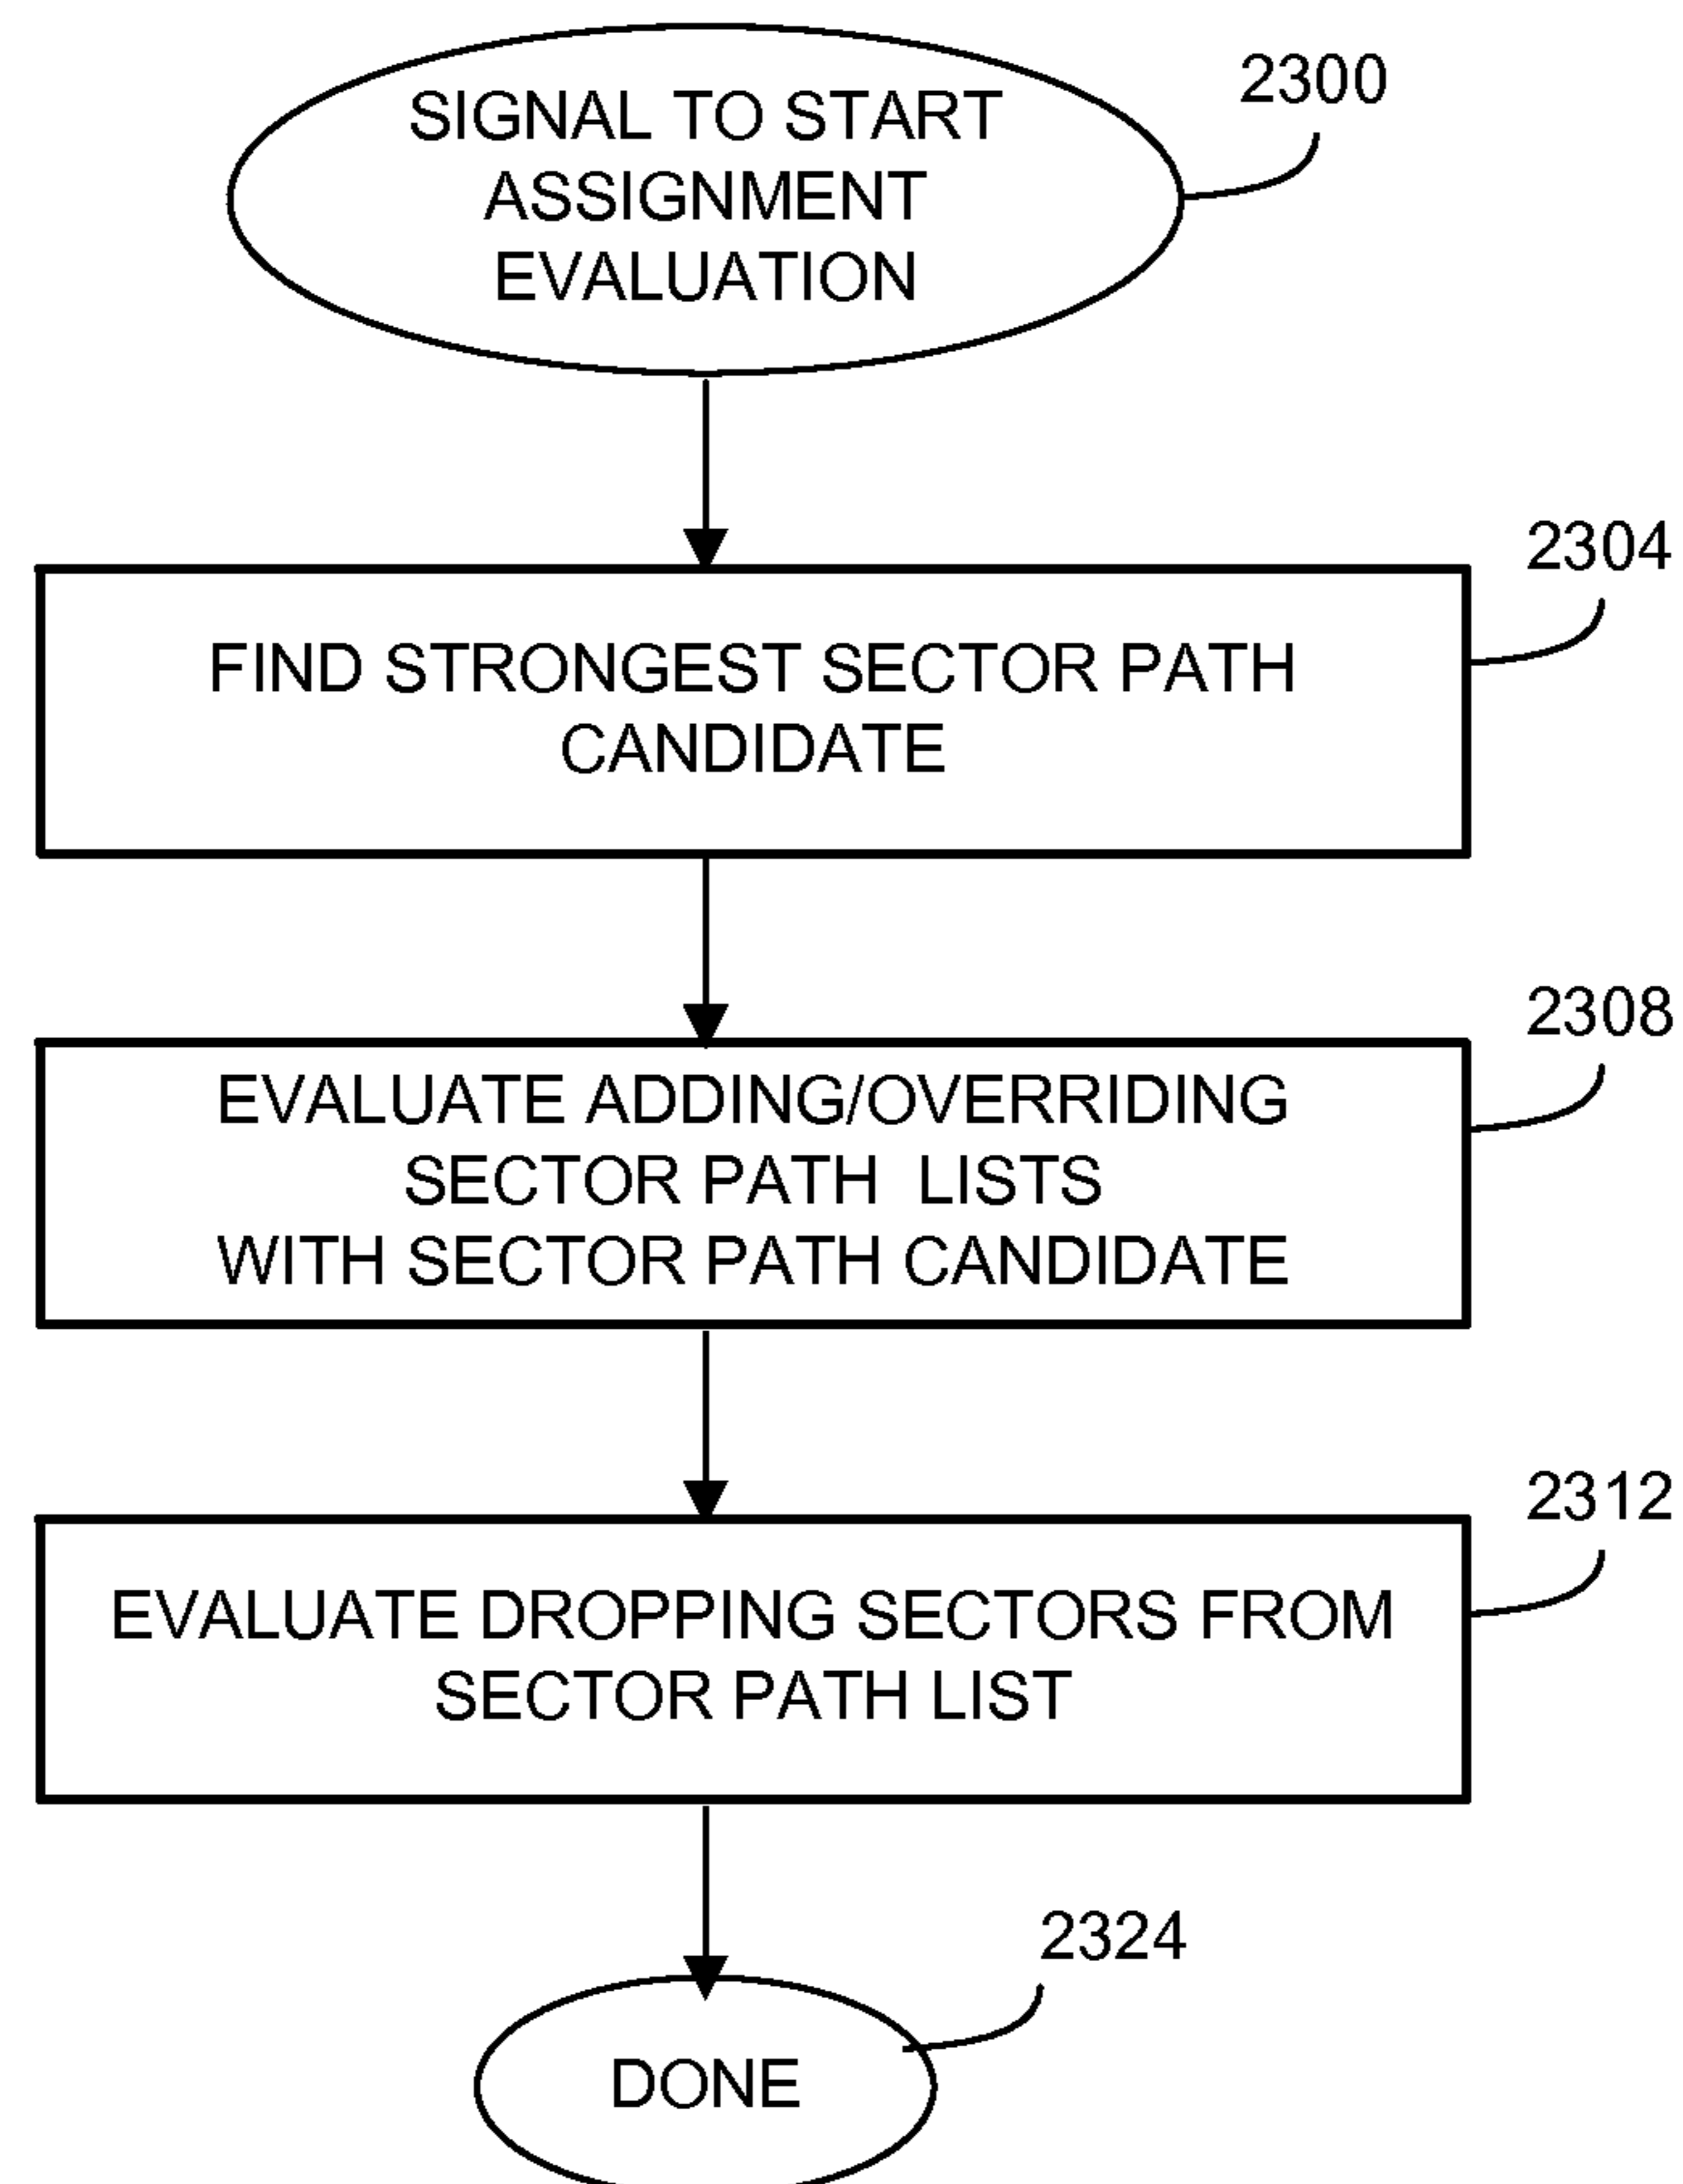 SIGNAL TO START
ASSIGNMENT
EVALUATION
2300
2304
FIND STRONGEST SECTOR PATH
CANDIDATE
2308
EVALUATE ADDING/OVERRIDING
SECTOR PATH LISTS
WITH SECTOR PATH CANDIDATE
2312
EVALUATE DROPPING SECTORS FROM
SECTOR PATH LIST
2324
DONE